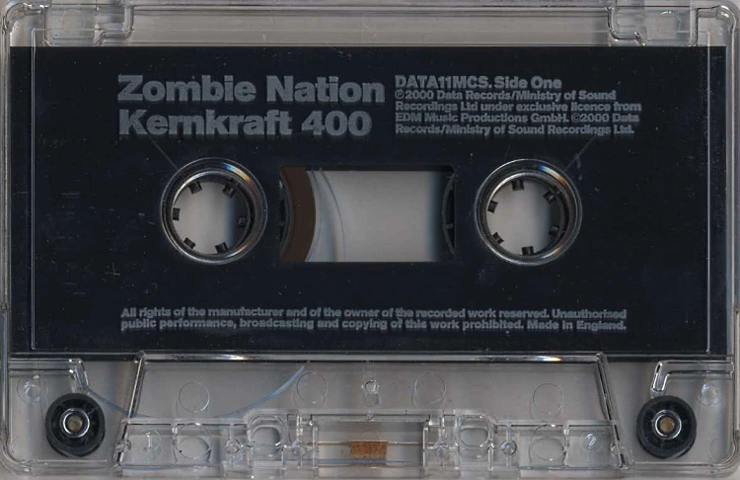 Zombie Nation
Kernkraft 400
DATA11MCS. Side One
℗2000 Data Records/Ministry of Sound
Recordings Ltd under exclusive licence from
EDM Music Productions GmbH. ©2000 Data
Records/Ministry of Sound Recordings Ltd.
All rights of the manufacturer and of the owner of the recorded work reserved. Unauthorised
public performance, broadcasting and copying of this work prohibited. Made in England.